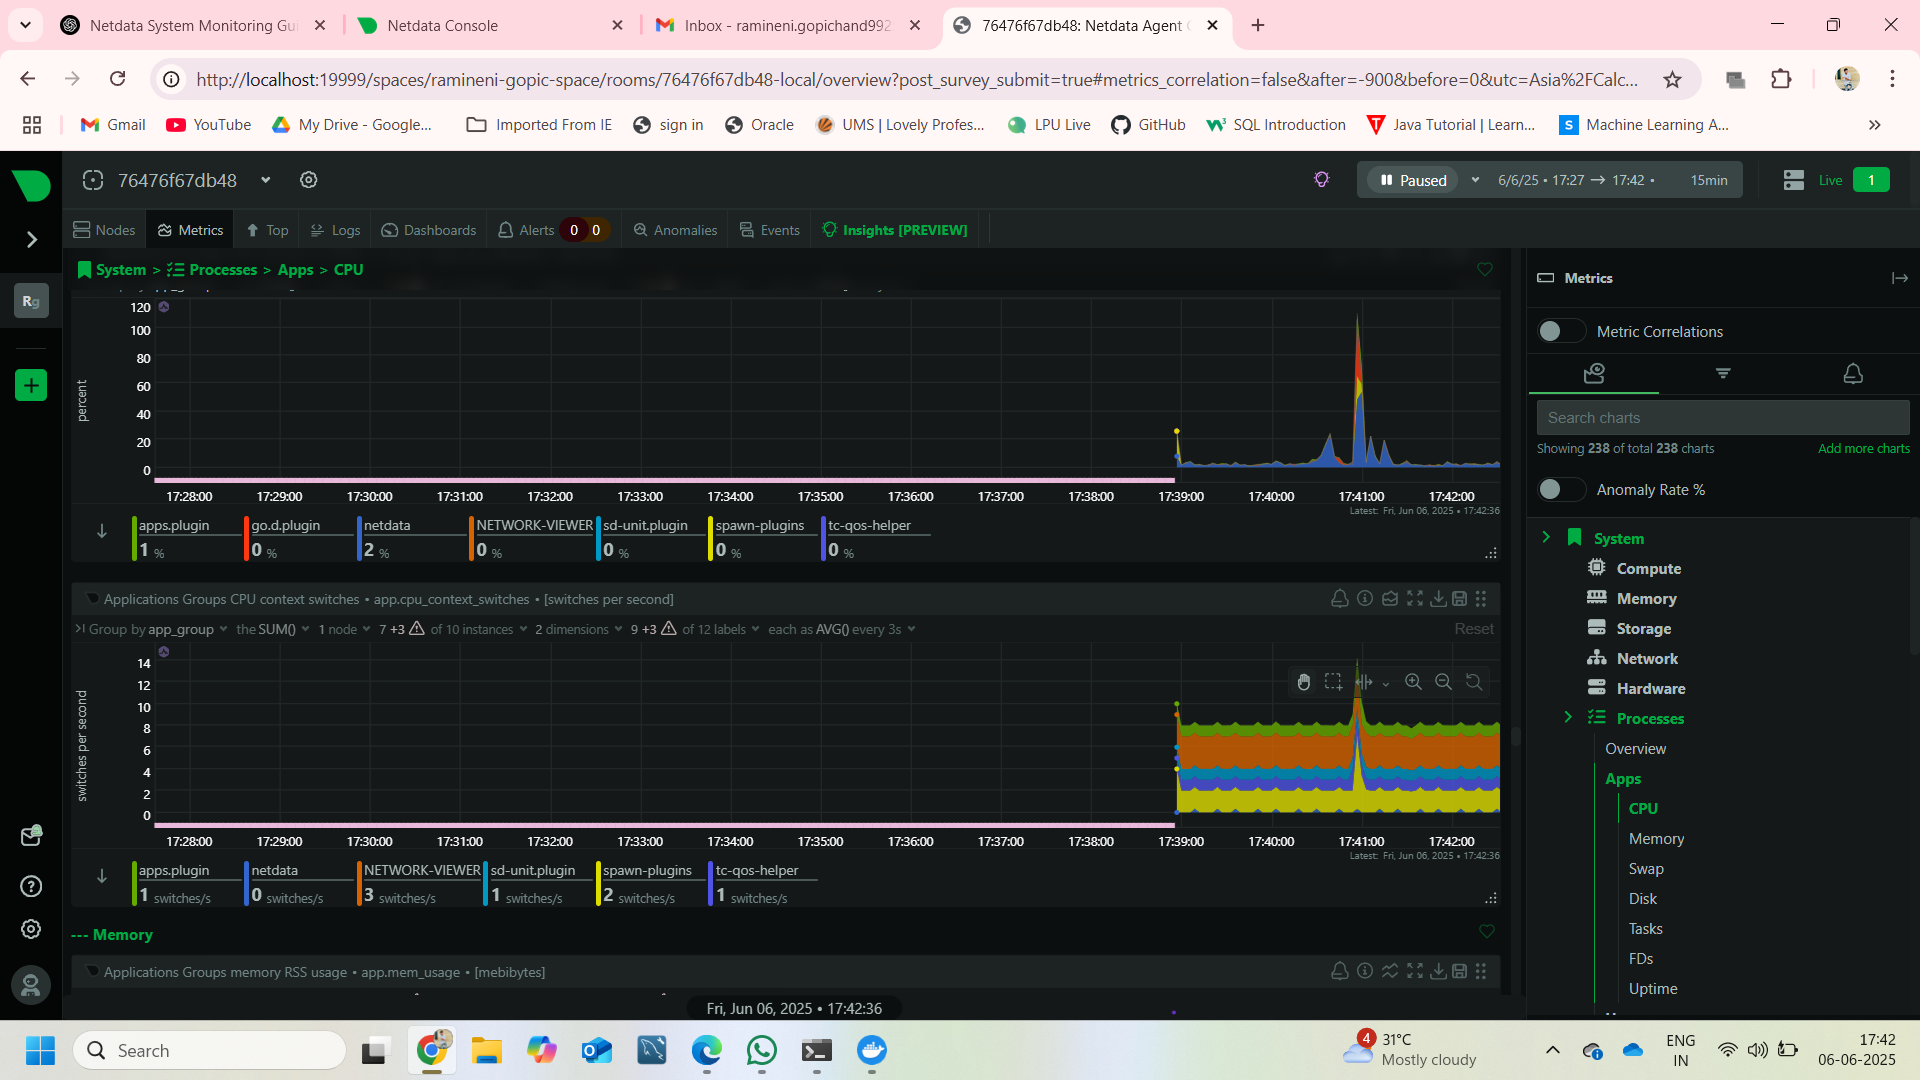 Netdata System Monitoring Gui
Netdata Console
Inbox - ramineni.gopichand992
76476f67db48: Netdata Agent C
http://localhost:19999/spaces/ramineni-gopic-space/rooms/76476f67db48-local/overview?post_survey_submit=true#metrics_correlation=false&after=-900&before=0&utc=Asia%2FCalc...
Gmail
YouTube
My Drive - Google...
Imported From IE
sign in
Oracle
UMS | Lovely Profes...
LPU Live
GitHub
SQL Introduction
Java Tutorial | Learn...
Machine Learning A...
76476f67db48
Paused
6/6/25 • 17:27 → 17:42 •
15min
Live
1
Nodes
Metrics
Top
Logs
Dashboards
Alerts 0 0
Anomalies
Events
Insights [PREVIEW]
Rg
System > Processes > Apps > CPU
percent
120
100
80
60
40
20
0
17:28:00 17:29:00 17:30:00 17:31:00 17:32:00 17:33:00 17:34:00 17:35:00 17:36:00 17:37:00 17:38:00 17:39:00 17:40:00 17:41:00 17:42:00
Latest: Fri, Jun 06, 2025 • 17:42:36
apps.plugin go.d.plugin netdata NETWORK-VIEWER sd-unit.plugin spawn-plugins tc-qos-helper
1 % 0 % 2 % 0 % 0 % 0 % 0 %
Applications Groups CPU context switches • app.cpu_context_switches • [switches per second]
Group by app_group the SUM() 1 node 7 +3 of 10 instances 2 dimensions 9 +3 of 12 labels each as AVG() every 3s Reset
switches per second
14
12
10
8
6
4
2
0
17:28:00 17:29:00 17:30:00 17:31:00 17:32:00 17:33:00 17:34:00 17:35:00 17:36:00 17:37:00 17:38:00 17:39:00 17:40:00 17:41:00 17:42:00
Latest: Fri, Jun 06, 2025 • 17:42:36
apps.plugin netdata NETWORK-VIEWER sd-unit.plugin spawn-plugins tc-qos-helper
1 switches/s 0 switches/s 3 switches/s 1 switches/s 2 switches/s 1 switches/s
--- Memory
Applications Groups memory RSS usage • app.mem_usage • [mebibytes]
Fri, Jun 06, 2025 • 17:42:36
Metrics
Metric Correlations
Search charts
Showing 238 of total 238 charts
Add more charts
Anomaly Rate %
System
Compute
Memory
Storage
Network
Hardware
Processes
Overview
Apps
CPU
Memory
Swap
Disk
Tasks
FDs
Uptime
Search
4
31°C
Mostly cloudy
ENG
IN
17:42
06-06-2025